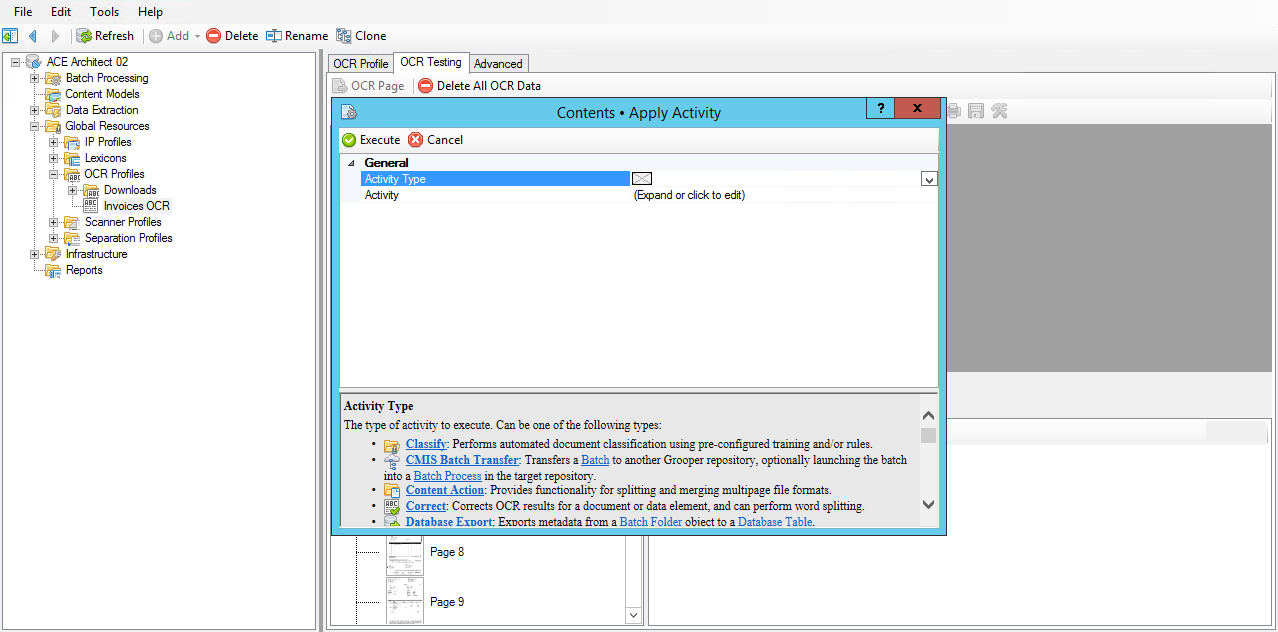 File Edit Tools Help
Refresh Add Delete Rename Clone
ACE Architect 02
Batch Processing
Content Models
Data Extraction
Global Resources
IP Profiles
Lexicons
OCR Profiles
Downloads
Invoices OCR
Scanner Profiles
Separation Profiles
Infrastructure
Reports
OCR Profile OCR Testing Advanced
OCR Page Delete All OCR Data
Contents • Apply Activity ? x
Execute Cancel
General
Activity Type
Activity (Expand or click to edit)
Activity Type
The type of activity to execute. Can be one of the following types:
• Classify: Performs automated document classification using pre-configured training and/or rules.
• CMIS Batch Transfer: Transfers a Batch to another Grooper repository, optionally launching the batch
into a Batch Process in the target repository.
• Content Action: Provides functionality for splitting and merging multipage file formats.
• Correct: Corrects OCR results for a document or data element, and can perform word splitting.
• Database Export: Exports metadata from a Batch Folder object to a Database Table.
Page 8
Page 9